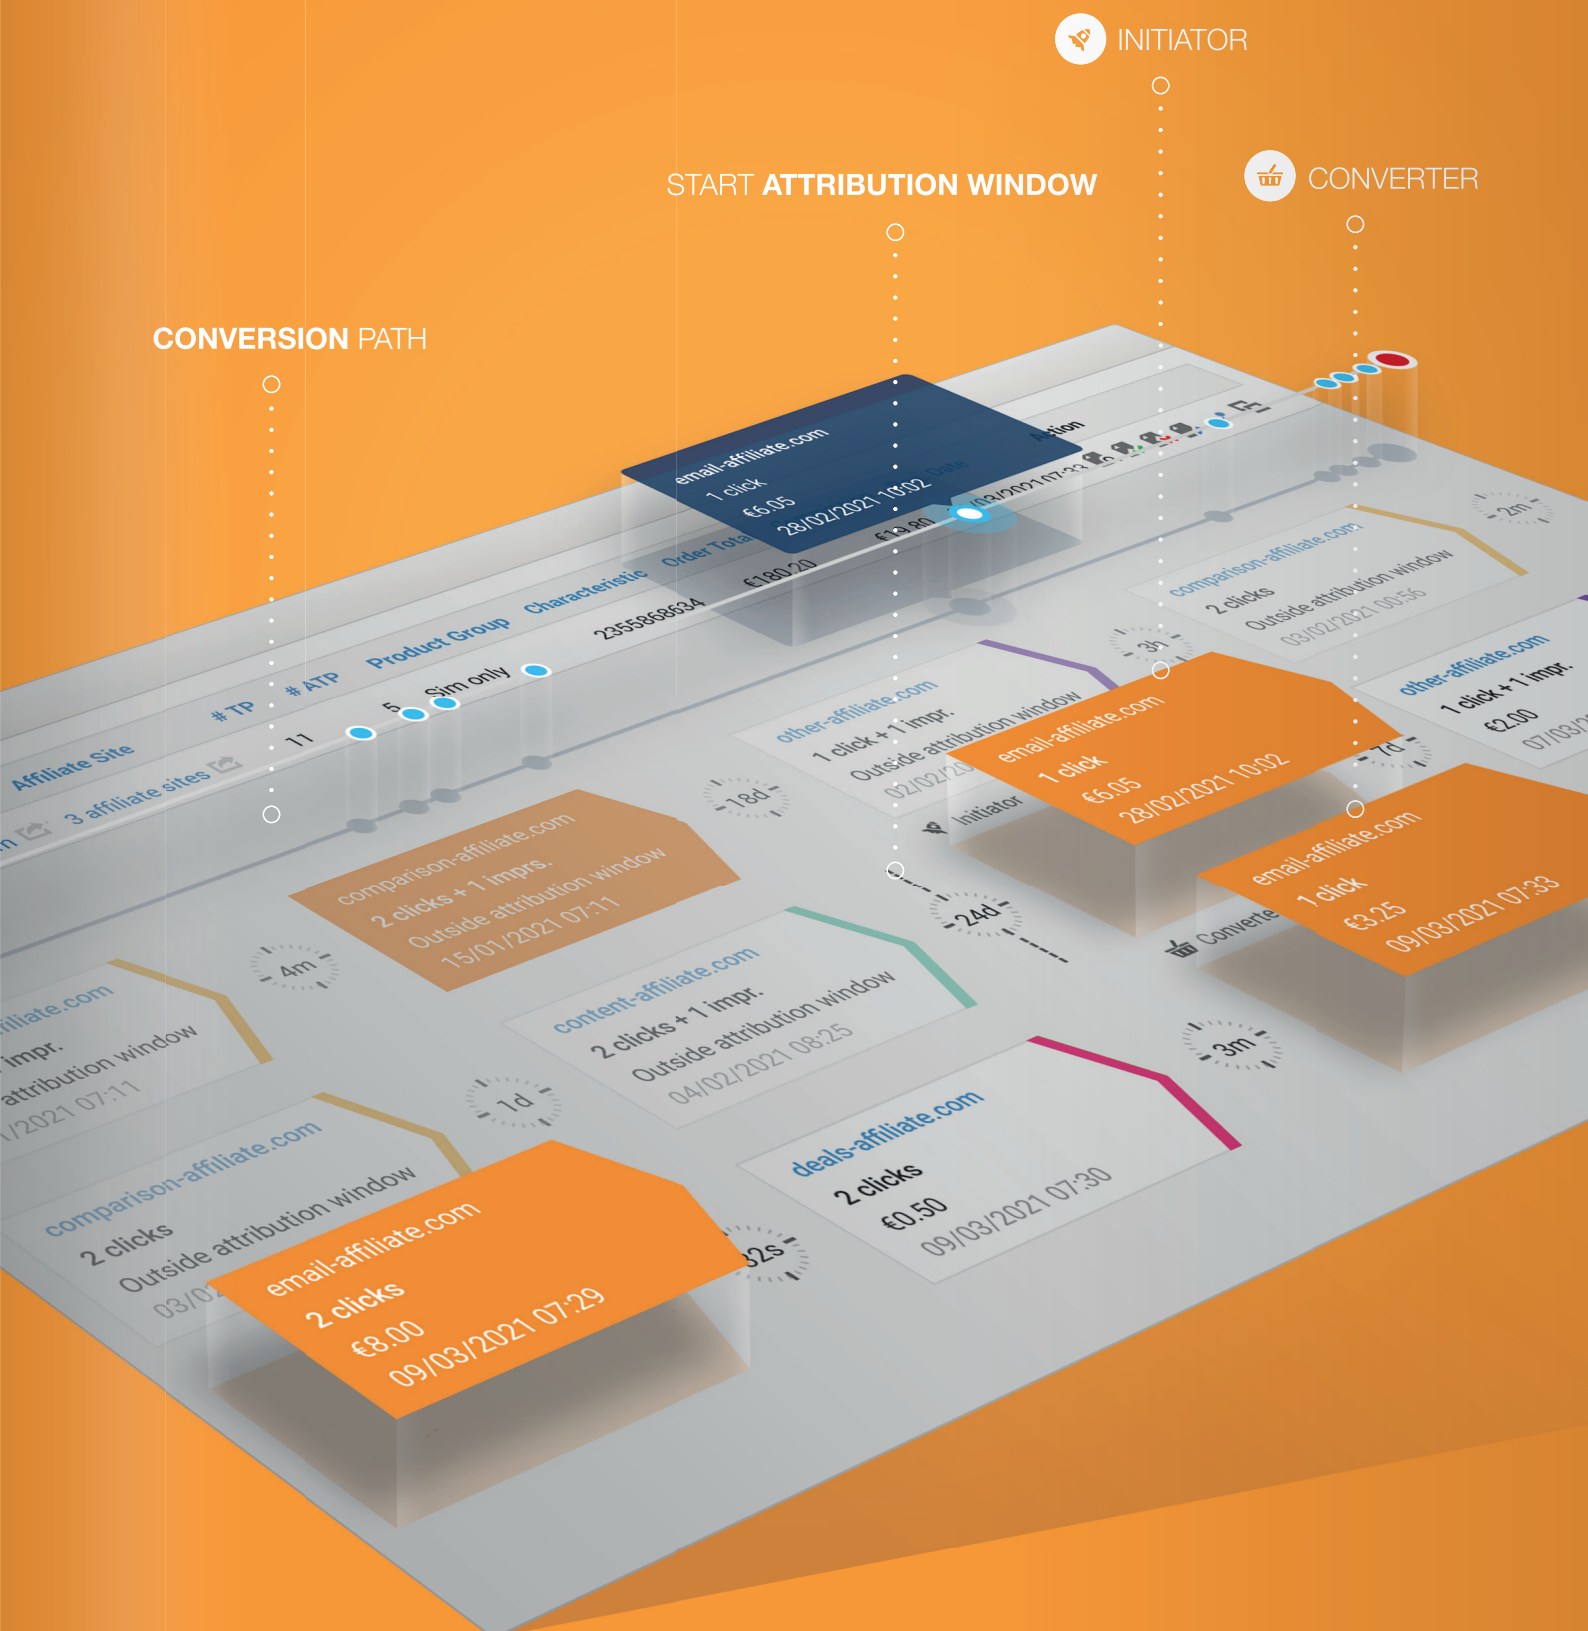 INITIATOR
START ATTRIBUTION WINDOW
CONVERTER
CONVERSION PATH
email-affiliate.com
1 click
€6.05
28/02/2021 10:02
Action
Date
Affiliate Site
# TP
# ATP
Product Group
Characteristic
3 affiliate sites
11
5
Sim only
2355868634
€180.20
€19.80
comparison-affiliate.com
2 clicks
Outside attribution window
03/02/2021 00:56
2m
other-affiliate.com
1 click + 1 impr.
Outside attribution window
3h
other-affiliate.com
1 click + 1 impr.
€2.00
Initiator
email-affiliate.com
1 click
€6.05
28/02/2021 10:02
7d
18d
comparison-affiliate.com
2 clicks + 1 imprs.
Outside attribution window
15/01/2021 07:11
24d
email-affiliate.com
1 click
€3.25
09/03/2021 07:33
4m
impr.
attribution window
content-affiliate.com
2 clicks + 1 impr.
Outside attribution window
04/02/2021 08:25
3m
1d
comparison-affiliate.com
2 clicks
Outside attribution window
deals-affiliate.com
2 clicks
€0.50
09/03/2021 07:30
email-affiliate.com
2 clicks
€8.00
09/03/2021 07:29